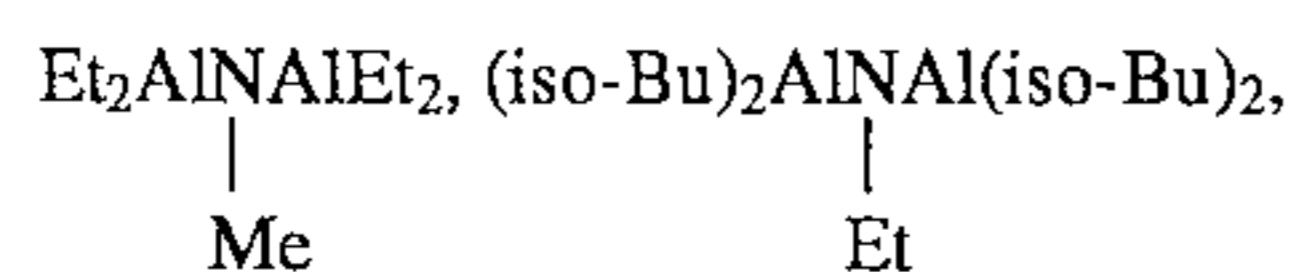 Et₂AlNAlEt₂, (iso-Bu)₂AlNAl(iso-Bu)₂,
Me Et